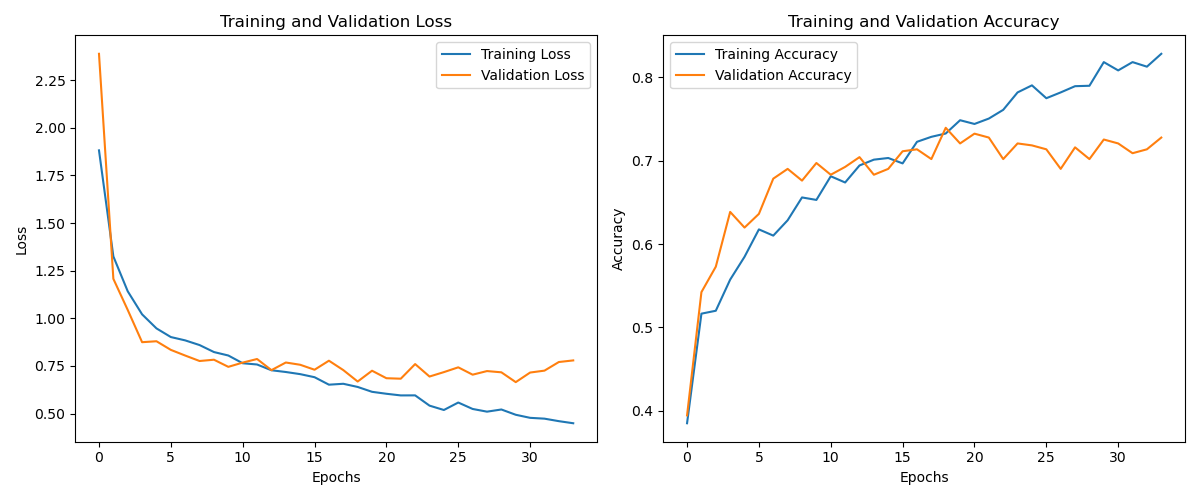 Training and Validation Loss
Training Loss
Validation Loss
2.25
2.00
1.75
1.50
1.25
1.00
0.75
0.50
Loss
0 5 10 15 20 25 30
Epochs
Training and Validation Accuracy
Training Accuracy
Validation Accuracy
0.8
0.7
0.6
0.5
0.4
Accuracy
0 5 10 15 20 25 30
Epochs